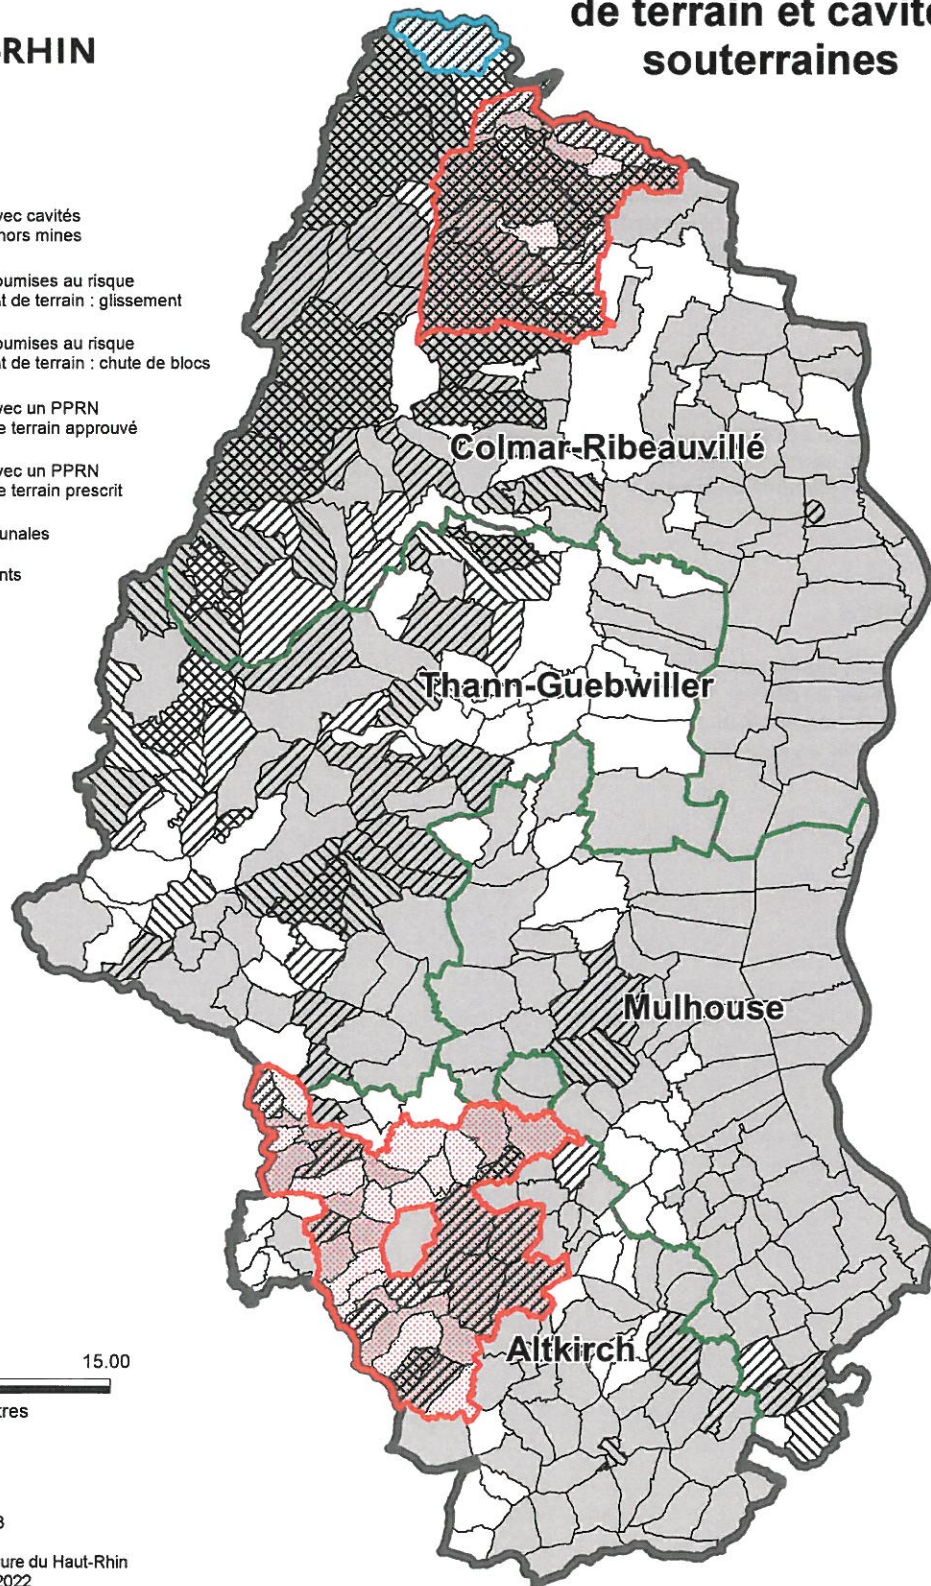 de terrain et cavité
souterraines
-RHIN
vec cavités
hors mines
oumises au risque
t de terrain : glissement
oumises au risque
t de terrain : chute de blocs
vec un PPRN
e terrain approuvé
vec un PPRN
e terrain prescrit
unales
nts
Colmar-Ribeauvillé
Thann-Guebwiller
Mulhouse
Altkirch
15.00
tres
ure du Haut-Rhin
2022